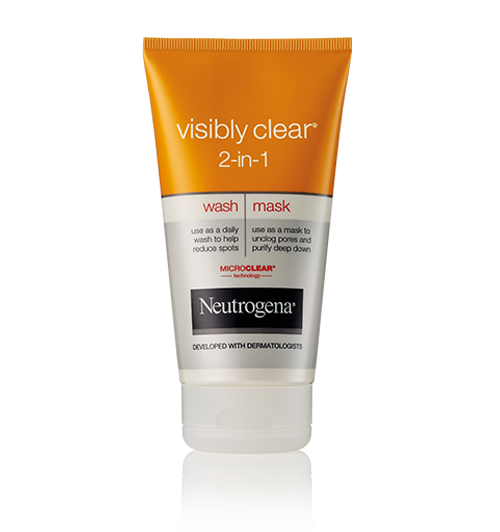 visibly clear®
2-in-1
wash mask
use as a daily
wash to help
reduce spots
use as a mask to
unclog pores and
purify deep down
MICROCLEAR®
technology
Neutrogena®
DEVELOPED WITH DERMATOLOGISTS